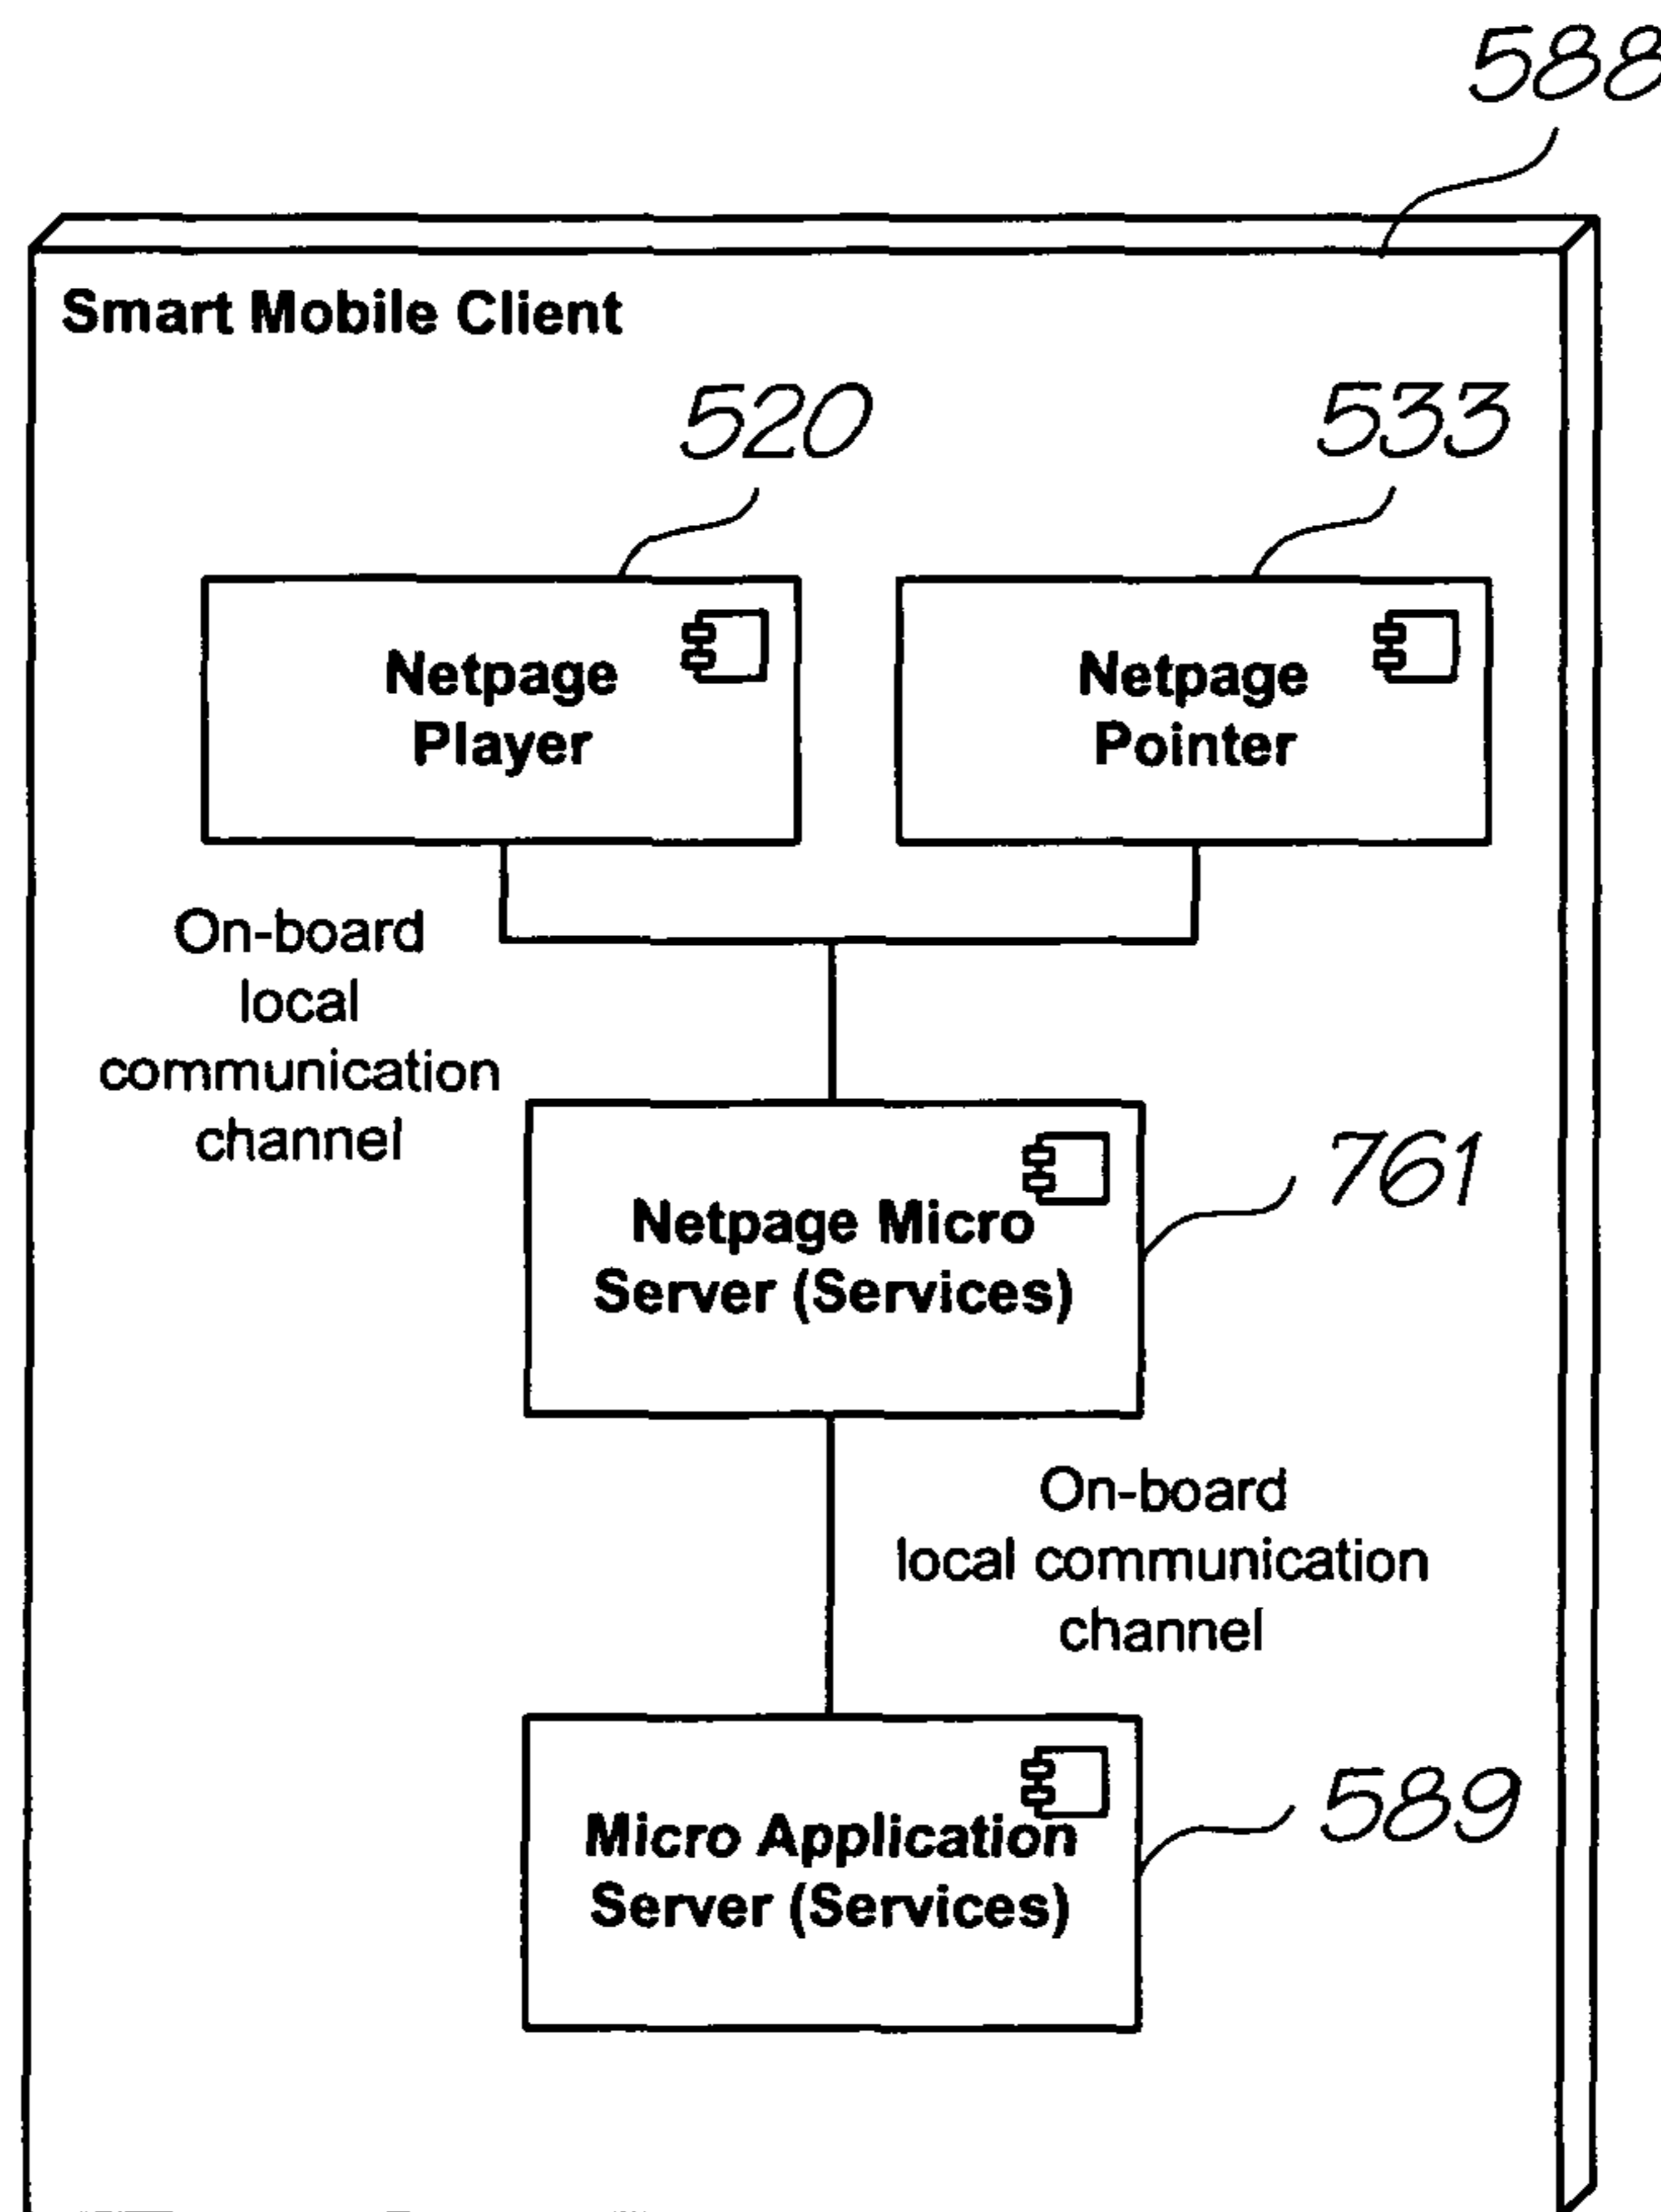 588
Smart Mobile Client
520
533
Netpage
Player
Netpage
Pointer
On-board
local
communication
channel
Netpage Micro
Server (Services)
761
On-board
local communication
channel
Micro Application
Server (Services)
589